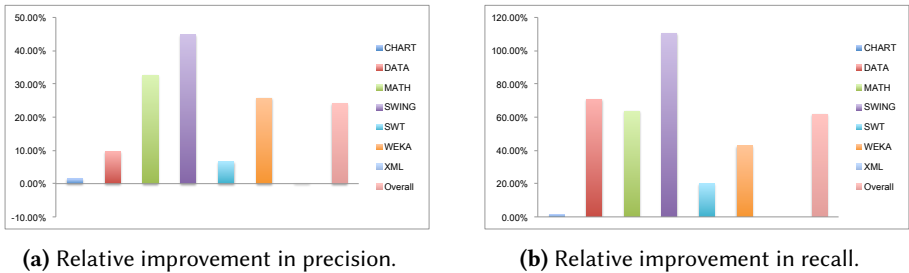 50.00%
40.00%
30.00%
20.00%
10.00%
0.00%
-10.00%
CHART
DATA
MATH
SWING
SWT
WEKA
XML
Overall
120.00%
100.00%
80.00%
60.00%
40.00%
20.00%
0.00%
CHART
DATA
MATH
SWING
SWT
WEKA
XML
Overall
(a) Relative improvement in precision.
(b) Relative improvement in recall.